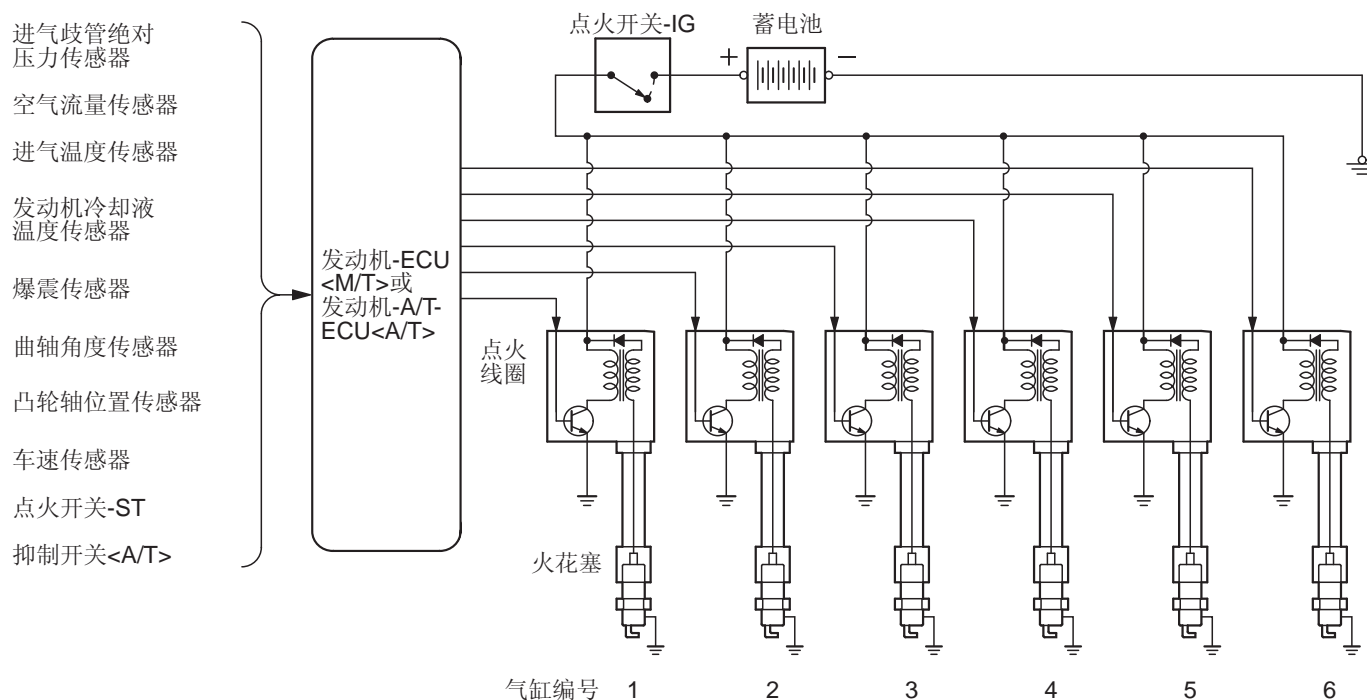 进气歧管绝对
压力传感器
空气流量传感器
进气温度传感器
发动机冷却液
温度传感器
爆震传感器
曲轴角度传感器
凸轮轴位置传感器
车速传感器
点火开关-ST
抑制开关<A/T>
发动机-ECU
<M/T>或
发动机-A/T-
ECU<A/T>
点火开关-IG
蓄电池
+
−
点火
线圈
火花塞
气缸编号 1 2 3 4 5 6